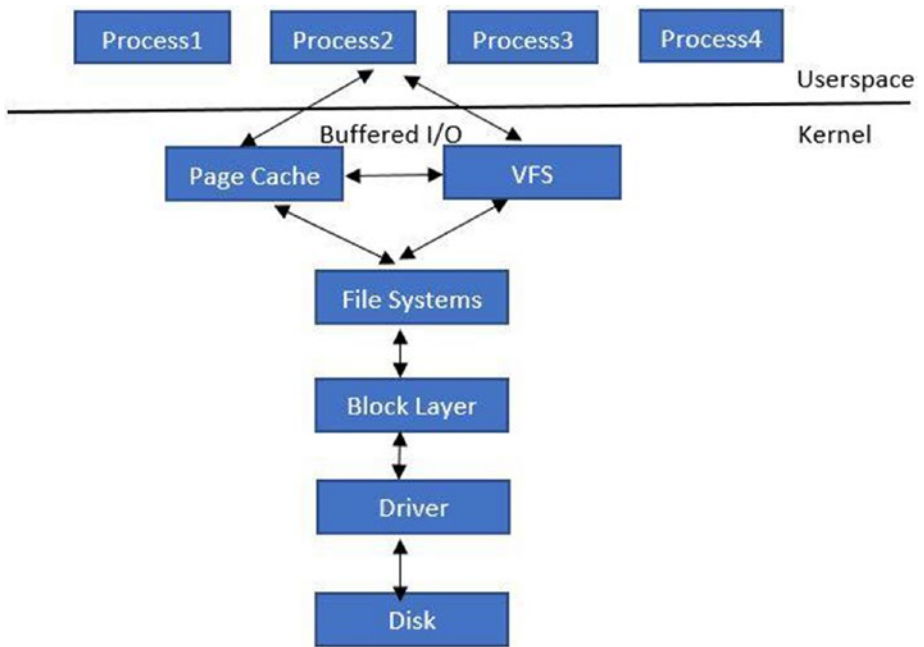 Process1
Process2
Process3
Process4
Userspace
Buffered I/O
Kernel
Page Cache
VFS
File Systems
Block Layer
Driver
Disk